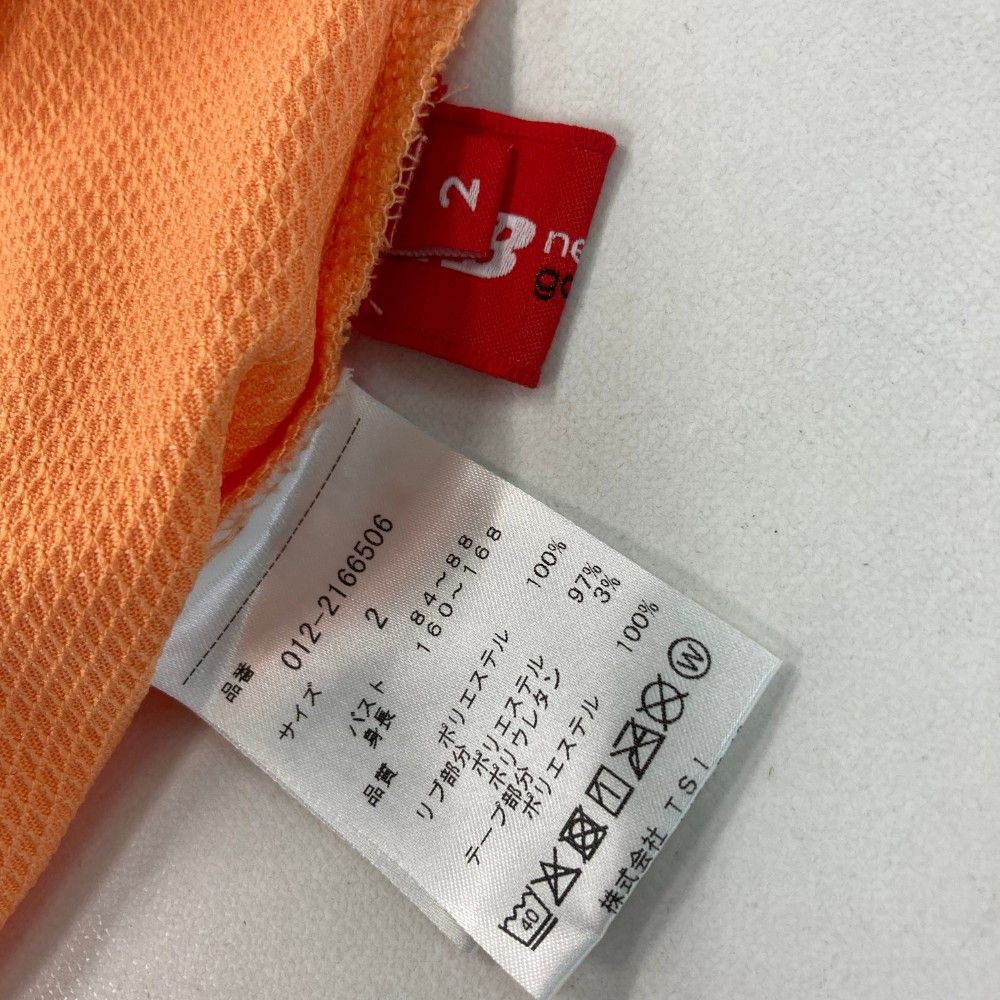 2
B ne
go
品番 012-2166506
サイズ 2
バスト 84~88
身長 160~168
品質 ポリエステル 100%
リブ部分
ポリエステル 97%
ポリウレタン 3%
テープ部分
ポリエステル 100%
40 W
株式会社 TSI